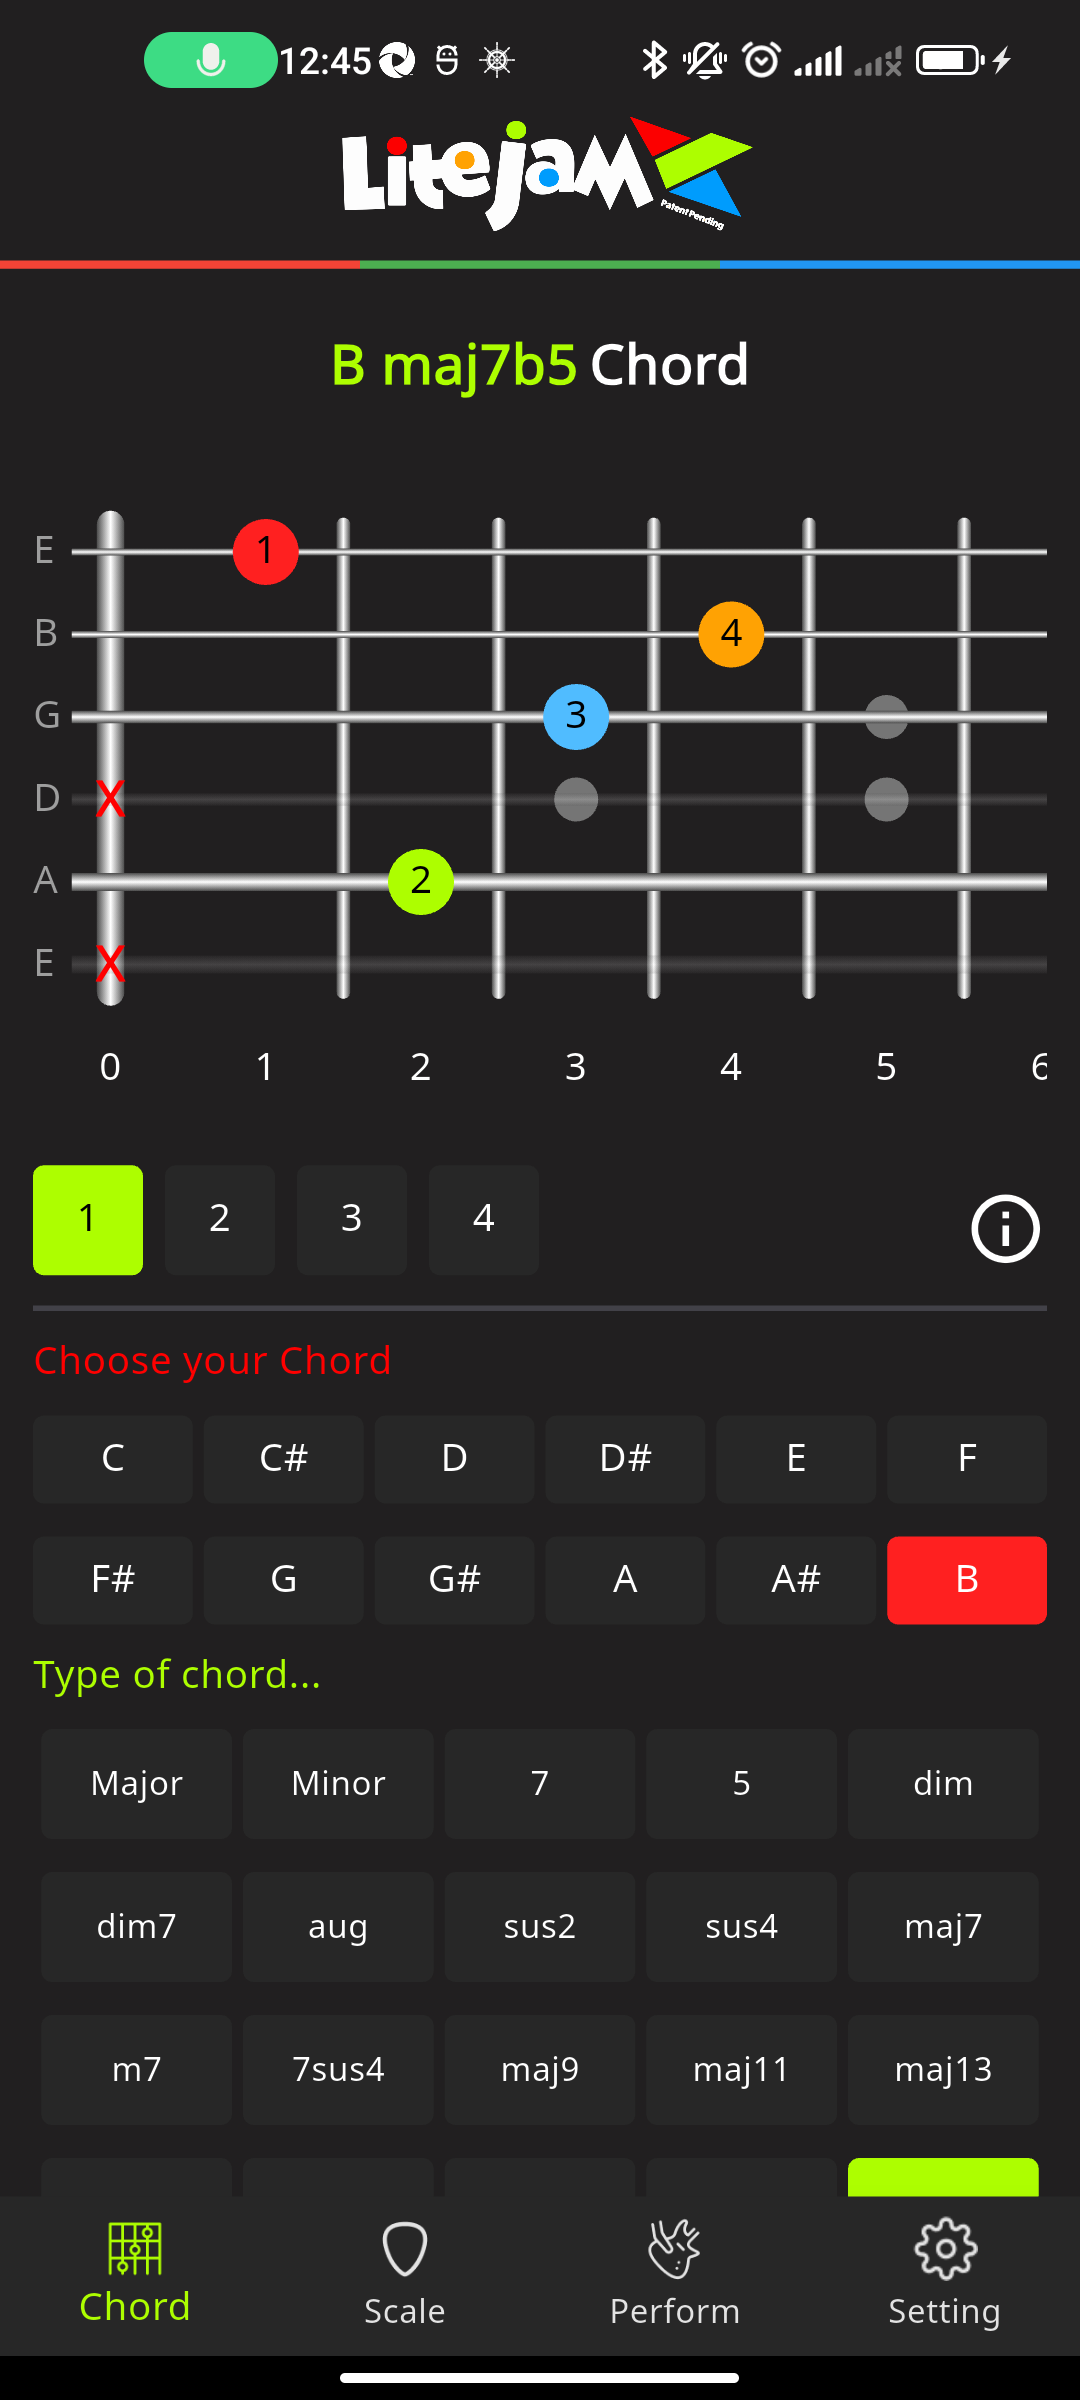 12:45
Litejam
Patent Pending
B maj7b5 Chord
E 1
B 4
G 3
D X
A 2
E X
0 1 2 3 4 5 6
1 2 3 4
Choose your Chord
C C# D D# E F
F# G G# A A# B
Type of chord...
Major Minor 7 5 dim
dim7 aug sus2 sus4 maj7
m7 7sus4 maj9 maj11 maj13
Chord Scale Perform Setting